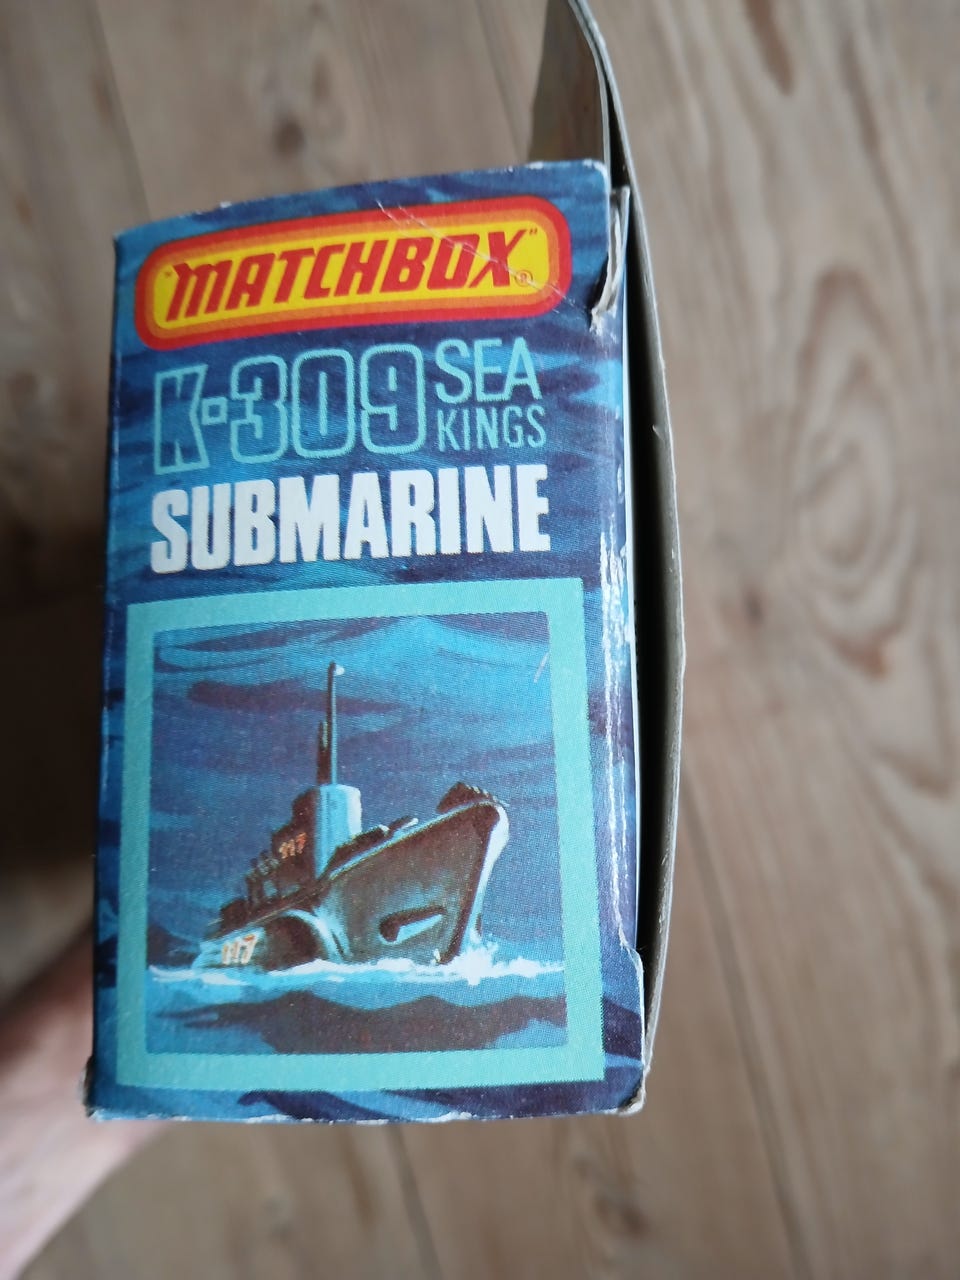 "MATCHBOX"®
K-309 SEA KINGS
SUBMARINE
117
117